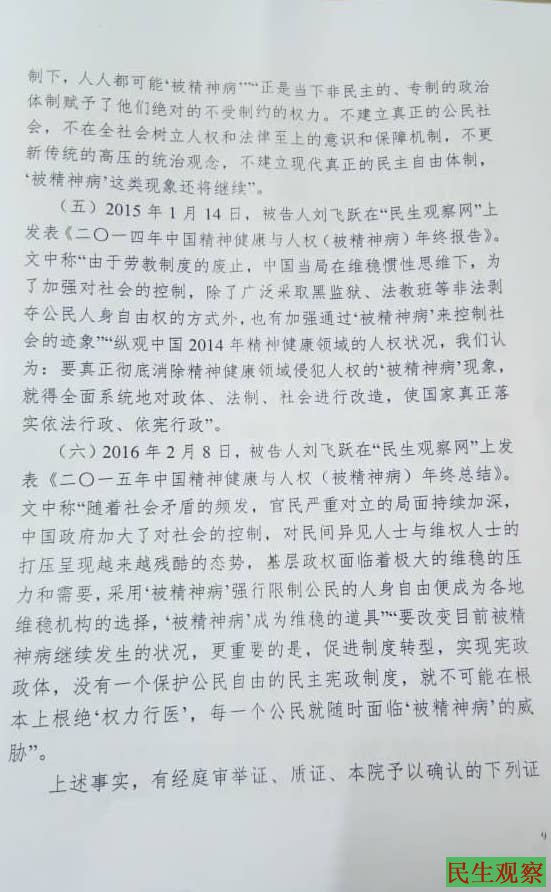 制下，人人都可能‘被精神病’”“正是当下非民主的、专制的政治
体制赋予了他们绝对的不受制约的权力。不建立真正的公民社
会，不在全社会树立人权和法律至上的意识和保障机制，不更
新传统的高压的统治观念，不建立现代真正的民主自由体制，
‘被精神病’这类现象还将继续”。
（五）2015年1月14日，被告人刘飞跃在“民生观察网”上
发表《二〇一四年中国精神健康与人权（被精神病）年终报告》。
文中称“由于劳教制度的废止，中国当局在维稳惯性思维下，为
了加强对社会的控制，除了广泛采取黑监狱、法教班等非法剥
夺公民人身自由权的方式外，也有加强通过‘被精神病’来控制社
会的迹象”“纵观中国2014年精神健康领域的人权状况，我们认
为：要真正彻底消除精神健康领域侵犯人权的‘被精神病’现象，
就得全面系统地对政体、法制、社会进行改造，使国家真正落
实依法行政、依宪行政”。
（六）2016年2月8日，被告人刘飞跃在“民生观察网”上发
表《二〇一五年中国精神健康与人权（被精神病）年终总结》。
文中称“随着社会矛盾的频发，官民严重对立的局面持续加深，
中国政府加大了对社会的控制，对民间异见人士与维权人士的
打压呈现越来越残酷的态势，基层政权面临着极大的维稳的压
力和需要，采用‘被精神病’强行限制公民的人身自由便成为各地
维稳机构的选择，‘被精神病’成为维稳的道具”“要改变目前被精
神病继续发生的状况，更重要的是，促进制度转型，实现宪政
政体，没有一个保护公民自由的民主宪政制度，就不可能在根
本上根绝‘权力行医’，每一个公民就随时面临‘被精神病’的威
胁”。
上述事实，有经庭审举证、质证、本院予以确认的下列证
9
民生观察